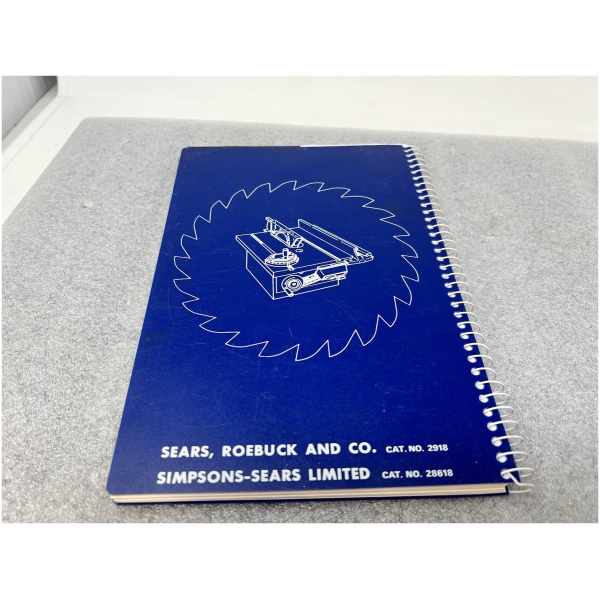 SEARS, ROEBUCK AND CO. CAT. NO. 2918
SIMPSONS-SEARS LIMITED CAT. NO. 28618